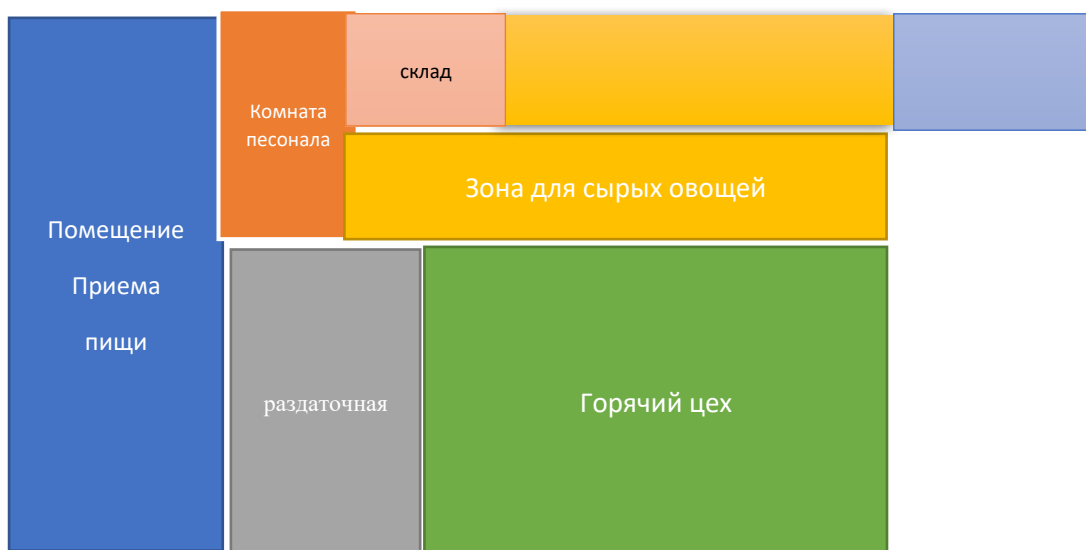 Помещение
Приема
пищи
Комната
песонала
склад
Зона для сырых овощей
раздаточная
Горячий цех